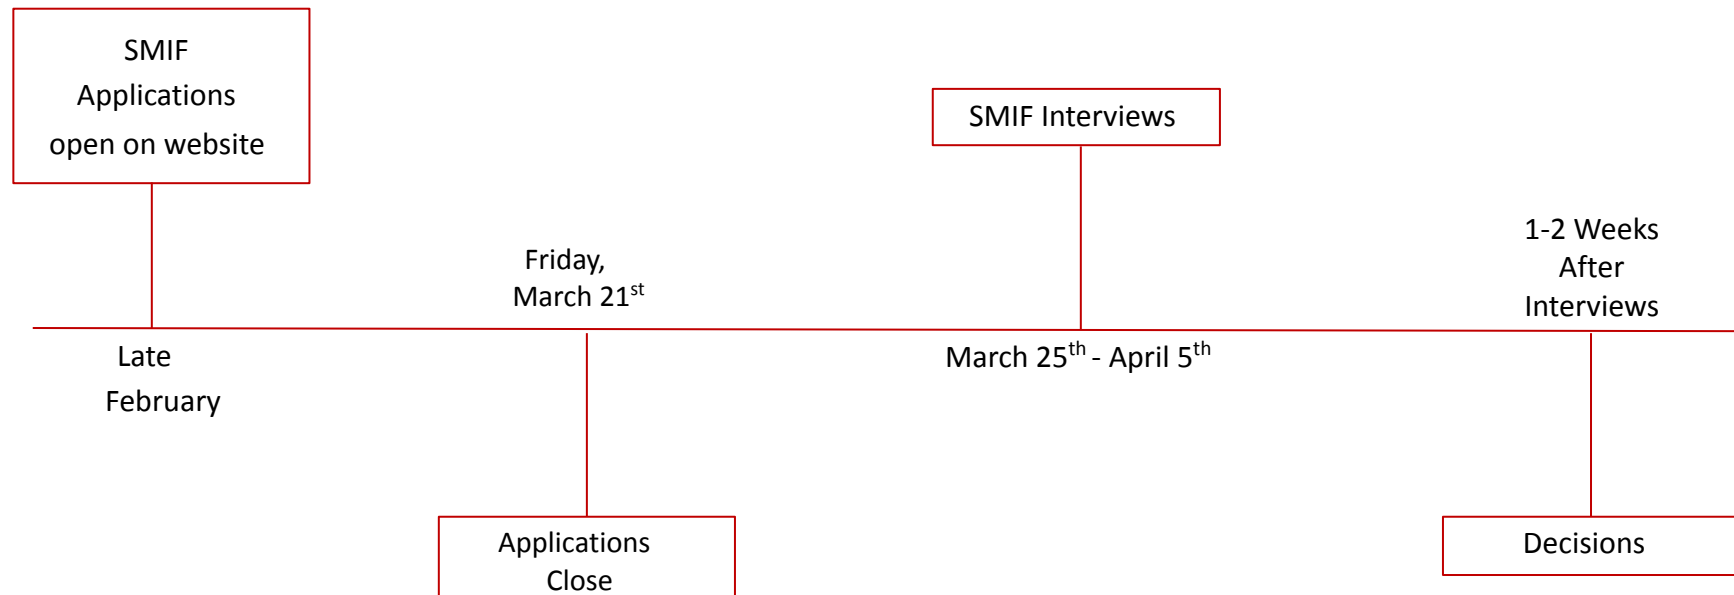 SMIF
Applications
open on website
SMIF Interviews
Friday,
March 21st
1-2 Weeks
After
Interviews
Late
February
March 25th - April 5th
Applications
Close
Decisions